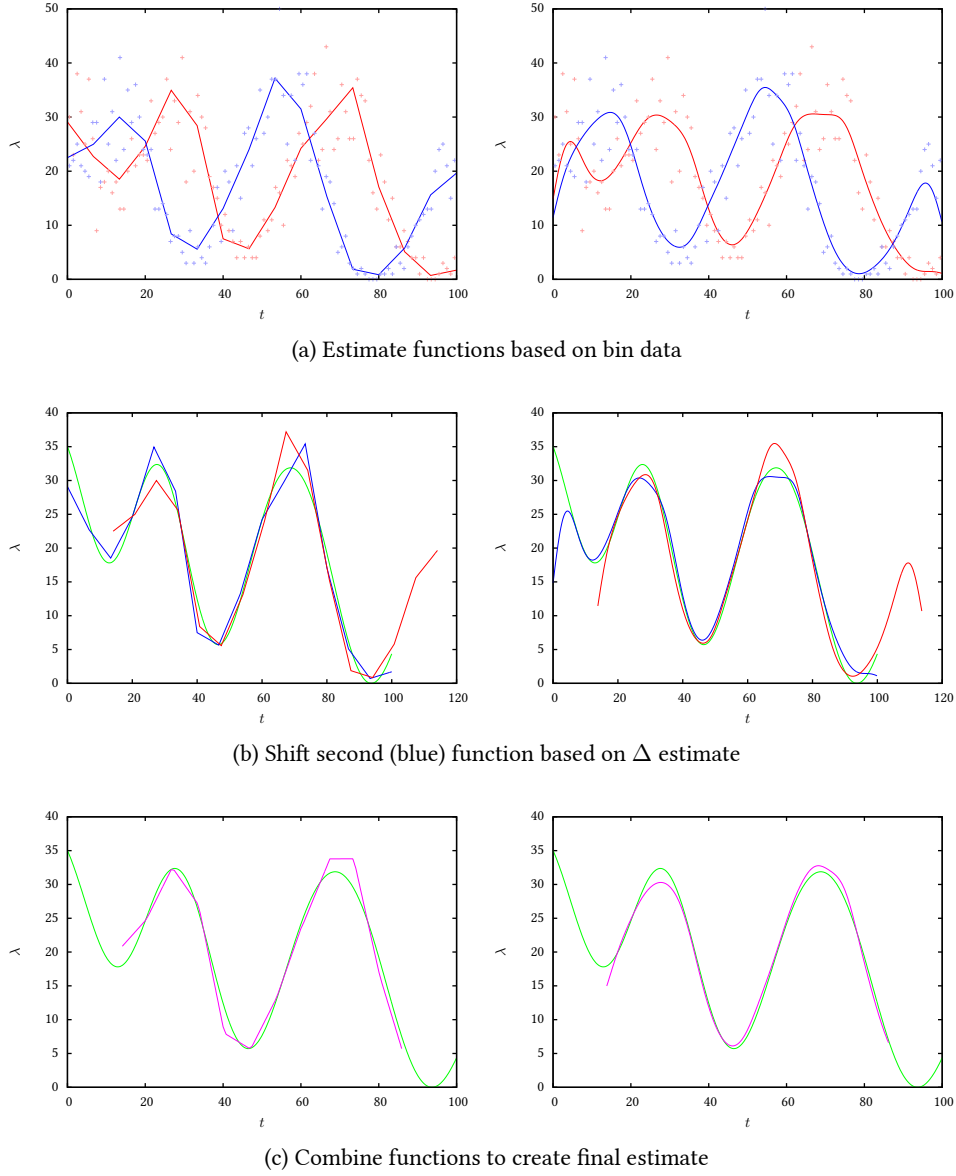 50
40
30
20
10
0
λ
0 20 40 60 80 100
t
50
40
30
20
10
0
λ
0 20 40 60 80 100
t
(a) Estimate functions based on bin data
40
35
30
25
20
15
10
5
0
λ
0 20 40 60 80 100 120
t
40
35
30
25
20
15
10
5
0
λ
0 20 40 60 80 100 120
t
(b) Shift second (blue) function based on Δ estimate
40
35
30
25
20
15
10
5
0
λ
0 20 40 60 80 100
t
40
35
30
25
20
15
10
5
0
λ
0 20 40 60 80 100
t
(c) Combine functions to create final estimate